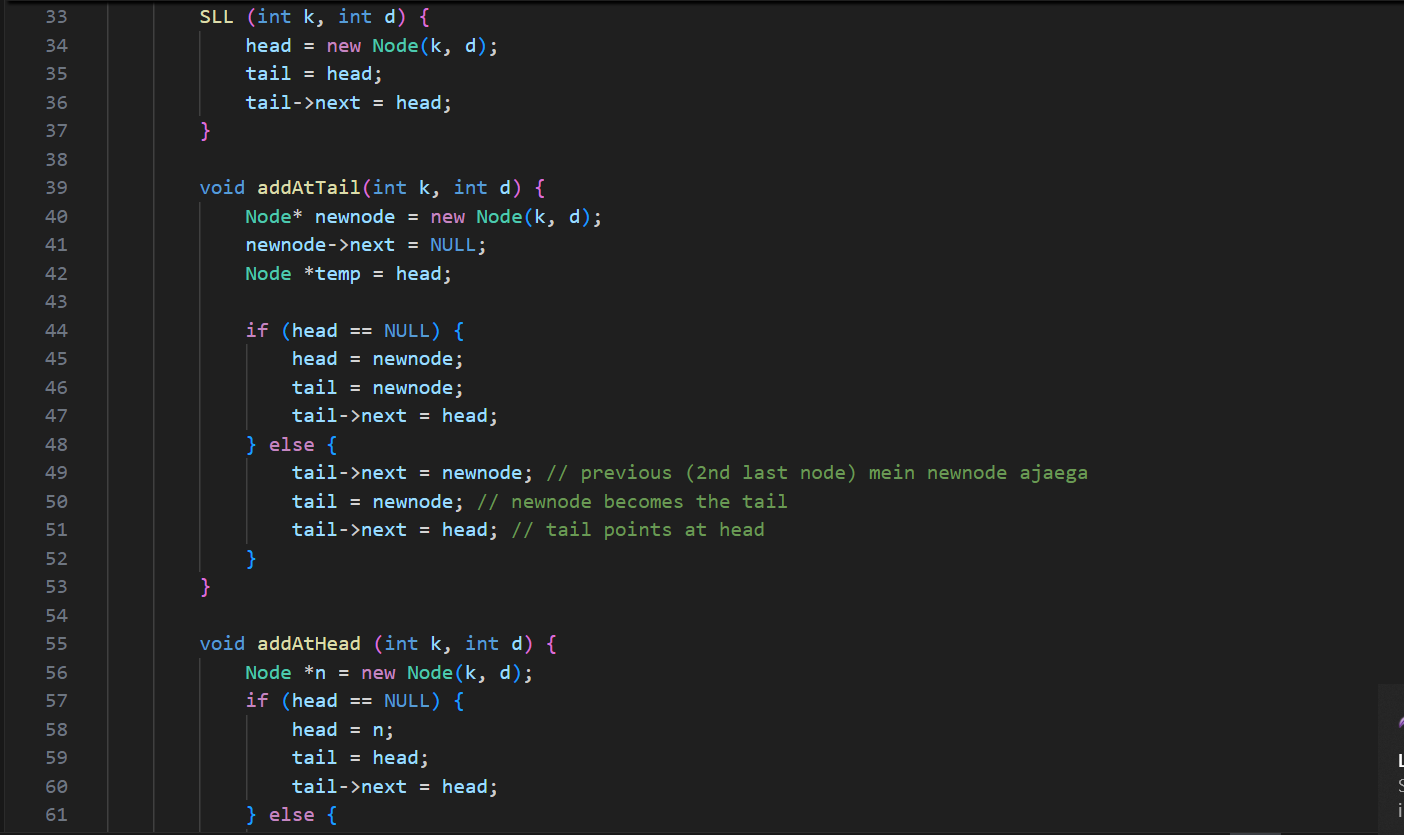 33 SLL (int k, int d) {
34 head = new Node(k, d);
35 tail = head;
36 tail->next = head;
37 }
38
39 void addAtTail(int k, int d) {
40 Node* newnode = new Node(k, d);
41 newnode->next = NULL;
42 Node *temp = head;
43
44 if (head == NULL) {
45 head = newnode;
46 tail = newnode;
47 tail->next = head;
48 } else {
49 tail->next = newnode; // previous (2nd last node) mein newnode ajaega
50 tail = newnode; // newnode becomes the tail
51 tail->next = head; // tail points at head
52 }
53 }
54
55 void addAtHead (int k, int d) {
56 Node *n = new Node(k, d);
57 if (head == NULL) {
58 head = n;
59 tail = head;
60 tail->next = head;
61 } else {